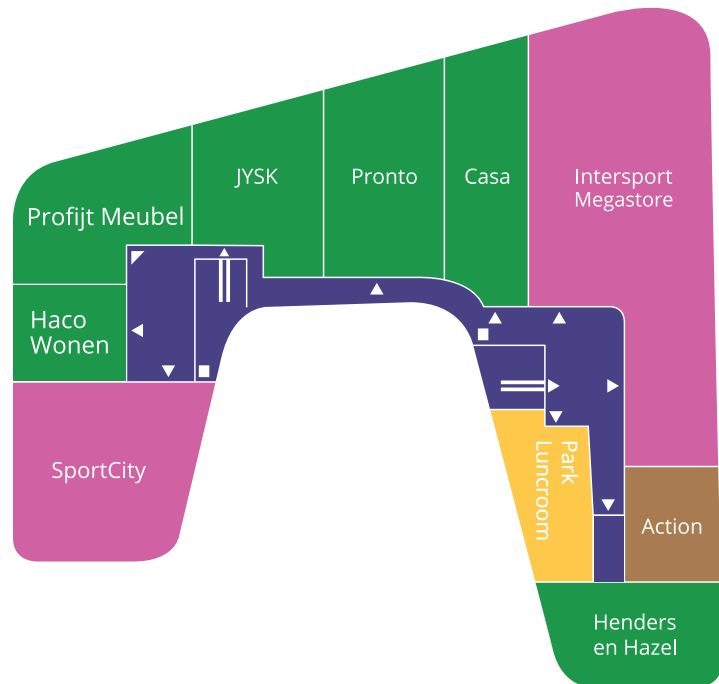 JYSK
Pronto
Casa
Intersport
Megastore
Profijt Meubel
Haco
Wonen
SportCity
Park
Luncroom
Action
Henders
en Hazel